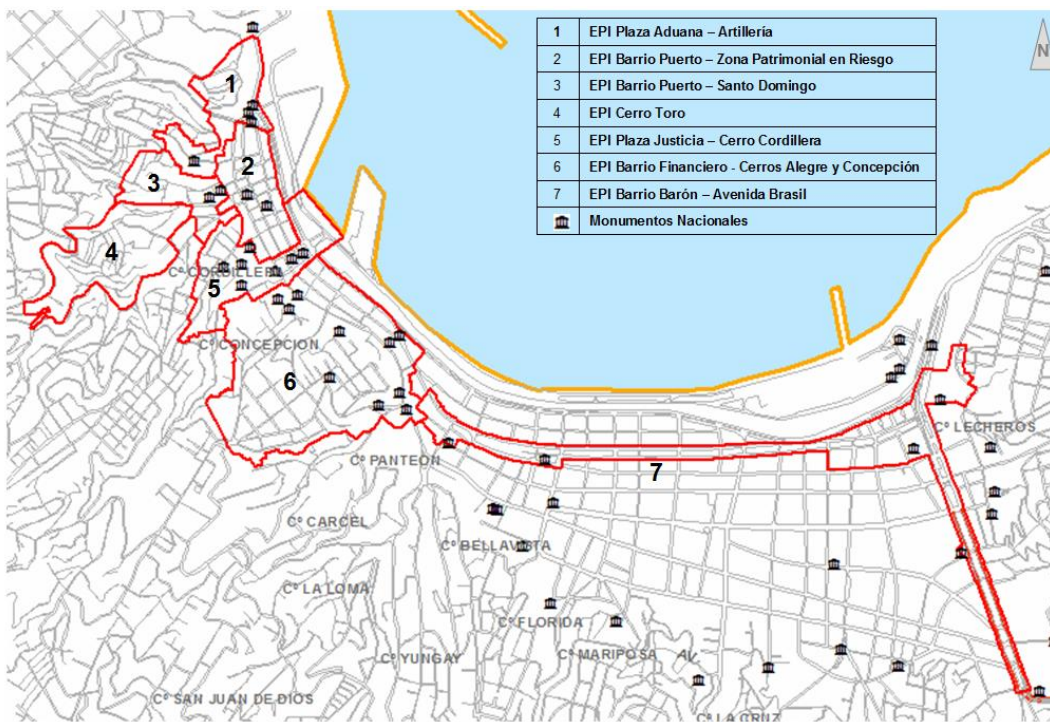 1 EPI Plaza Aduana – Artillería
2 EPI Barrio Puerto – Zona Patrimonial en Riesgo
3 EPI Barrio Puerto – Santo Domingo
4 EPI Cerro Toro
5 EPI Plaza Justicia – Cerro Cordillera
6 EPI Barrio Financiero - Cerros Alegre y Concepción
7 EPI Barrio Barón – Avenida Brasil
Monumentos Nacionales
N
1
2
3
4
Cº CORDILLERA
5
Cº CONCEPCION
6
Cº LECHEROS
Cº PANTEON
7
Cº CARCEL
Cº BELLAVISTA
Cº LA LOMA
Cº FLORIDA
Cº YUNGAY
Cº MARIPOSA
AV
Cº SAN JUAN DE DIOS
Cº LA CRUZ